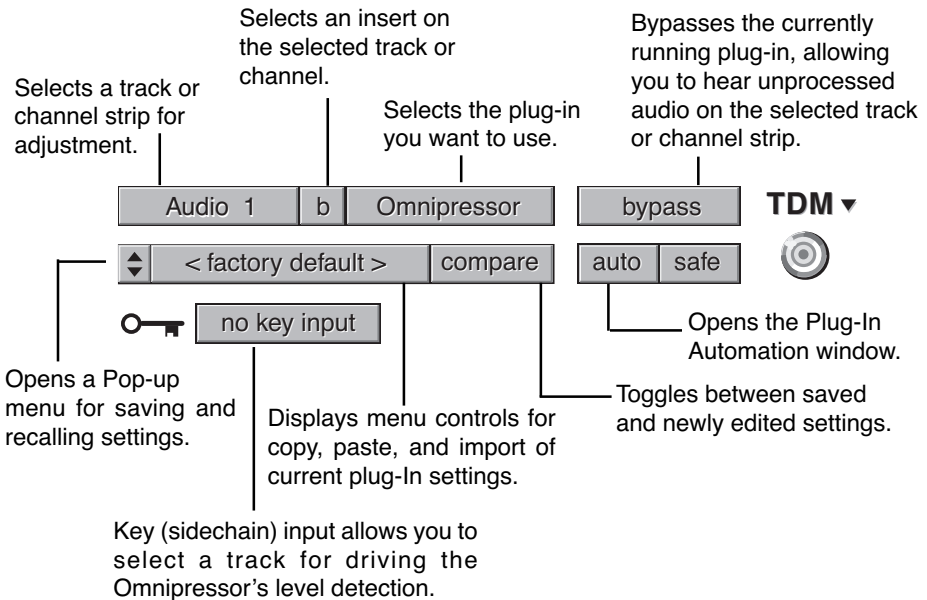 Selects an insert on
the selected track or
channel.
Bypasses the currently
running plug-in, allowing
you to hear unprocessed
audio on the selected track
or channel strip.
Selects a track or
channel strip for
adjustment.
Selects the plug-in
you want to use.
Audio 1
b
Omnipressor
bypass
TDM
< factory default >
compare
auto
safe
no key input
Opens the Plug-In
Automation window.
Opens a Pop-up
menu for saving and
recalling settings.
Displays menu controls for
copy, paste, and import of
current plug-In settings.
Toggles between saved
and newly edited settings.
Key (sidechain) input allows you to
select a track for driving the
Omnipressor's level detection.